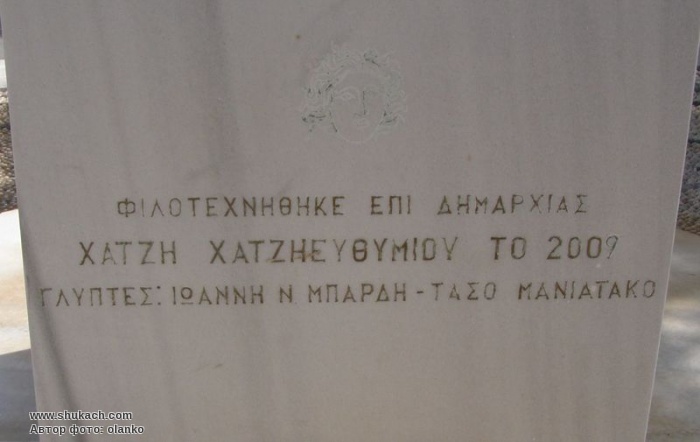 ΦΙΛΟΤΕΧΝΗΘΗΚΕ ΕΠΙ ΔΗΜΑΡΧΙΑΣ
ΧΑΤΖΗ ΧΑΤΖΗΕΥΘΥΜΙΟΥ ΤΟ 2009
ΓΛΥΠΤΕΣ: ΙΩΑΝΝΗ Ν ΜΠΑΡΔΗ - ΤΑΣΟ ΜΑΝΙΑΤΑΚΟ
www.shukach.com
Автор фото: olanko